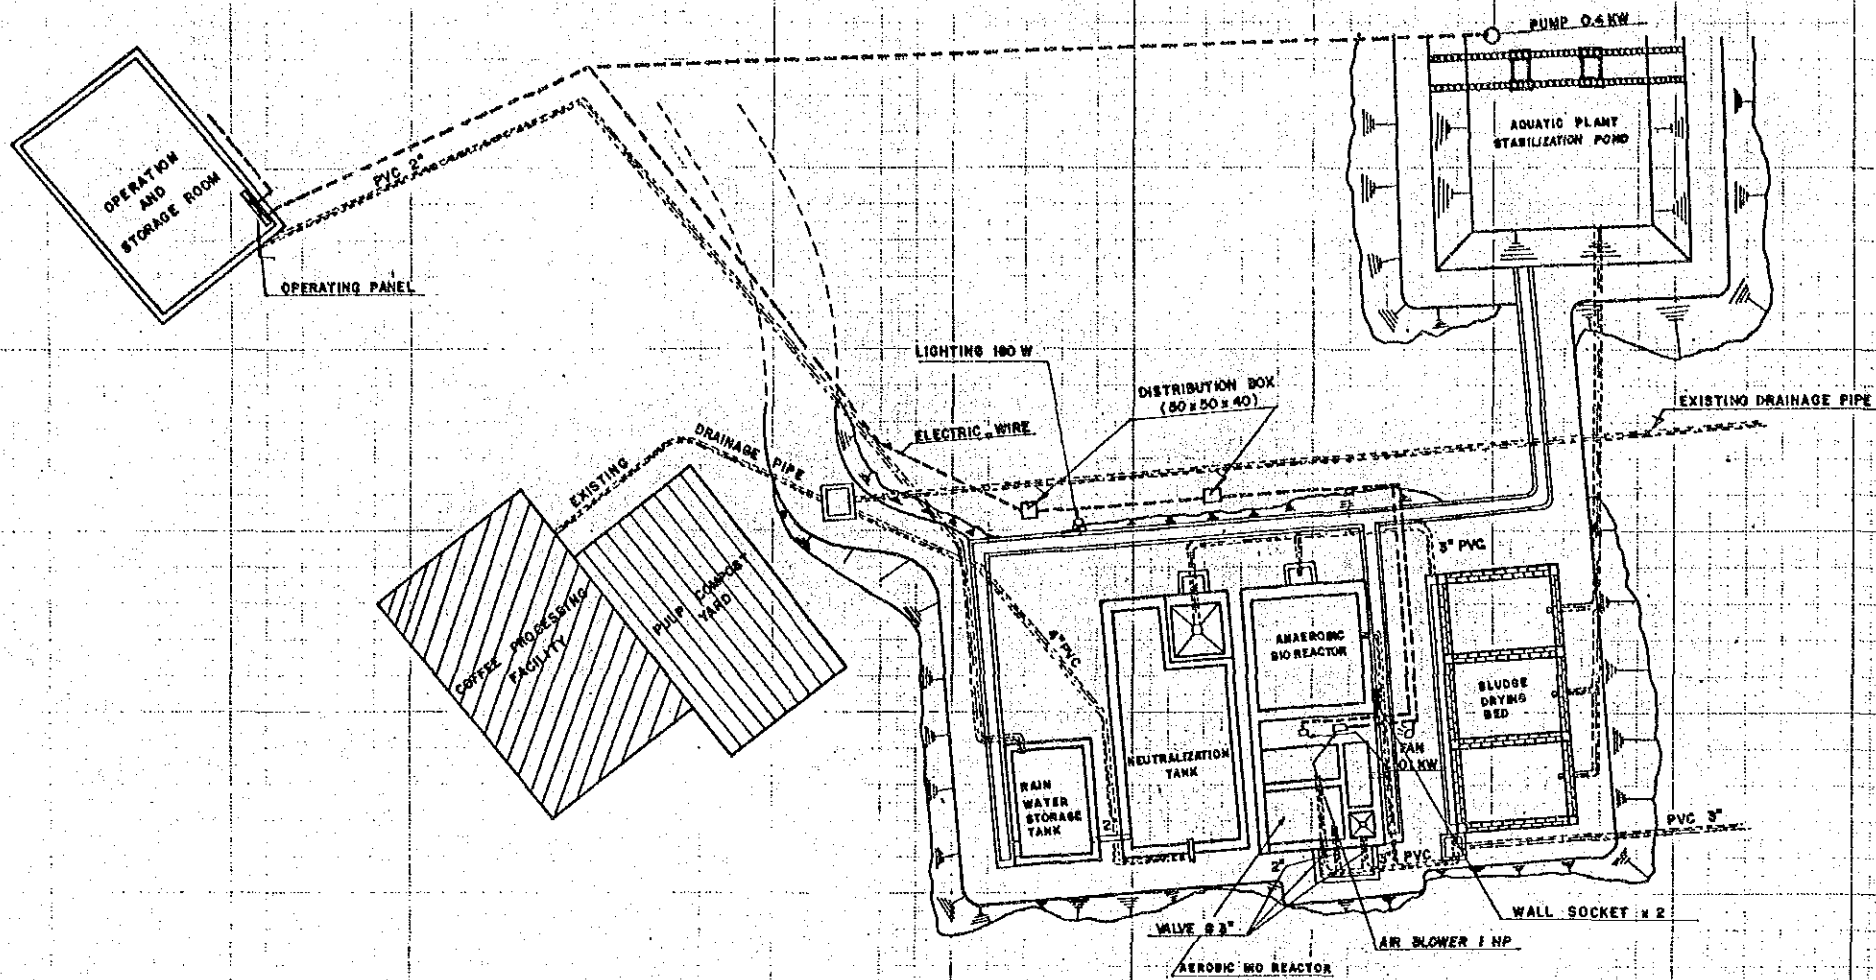 PUMP 0.4 KW
AQUATIC PLANT
STABILIZATION POND
OPERATION
AND
STORAGE ROOM
PVC 2"
OPERATING PANEL
LIGHTING 100 W
DISTRIBUTION BOX
(50 x 50 x 40)
EXISTING DRAINAGE PIPE
ELECTRIC WIRE
EXISTING
DRAINAGE PIPE
3" PVC
COFFEE PROCESSING
FACILITY
PULP COMPOST
YARD
PVC
ANAEROBIC
BIO REACTOR
SLUDGE
DRYING
BED
NEUTRALIZATION
TANK
FAN
0.1 KW
RAIN
WATER
STORAGE
TANK
2
PVC 3"
2"
PVC
WALL SOCKET x 2
VALVE
AIR BLOWER 1 HP
AEROBIC BIO REACTOR